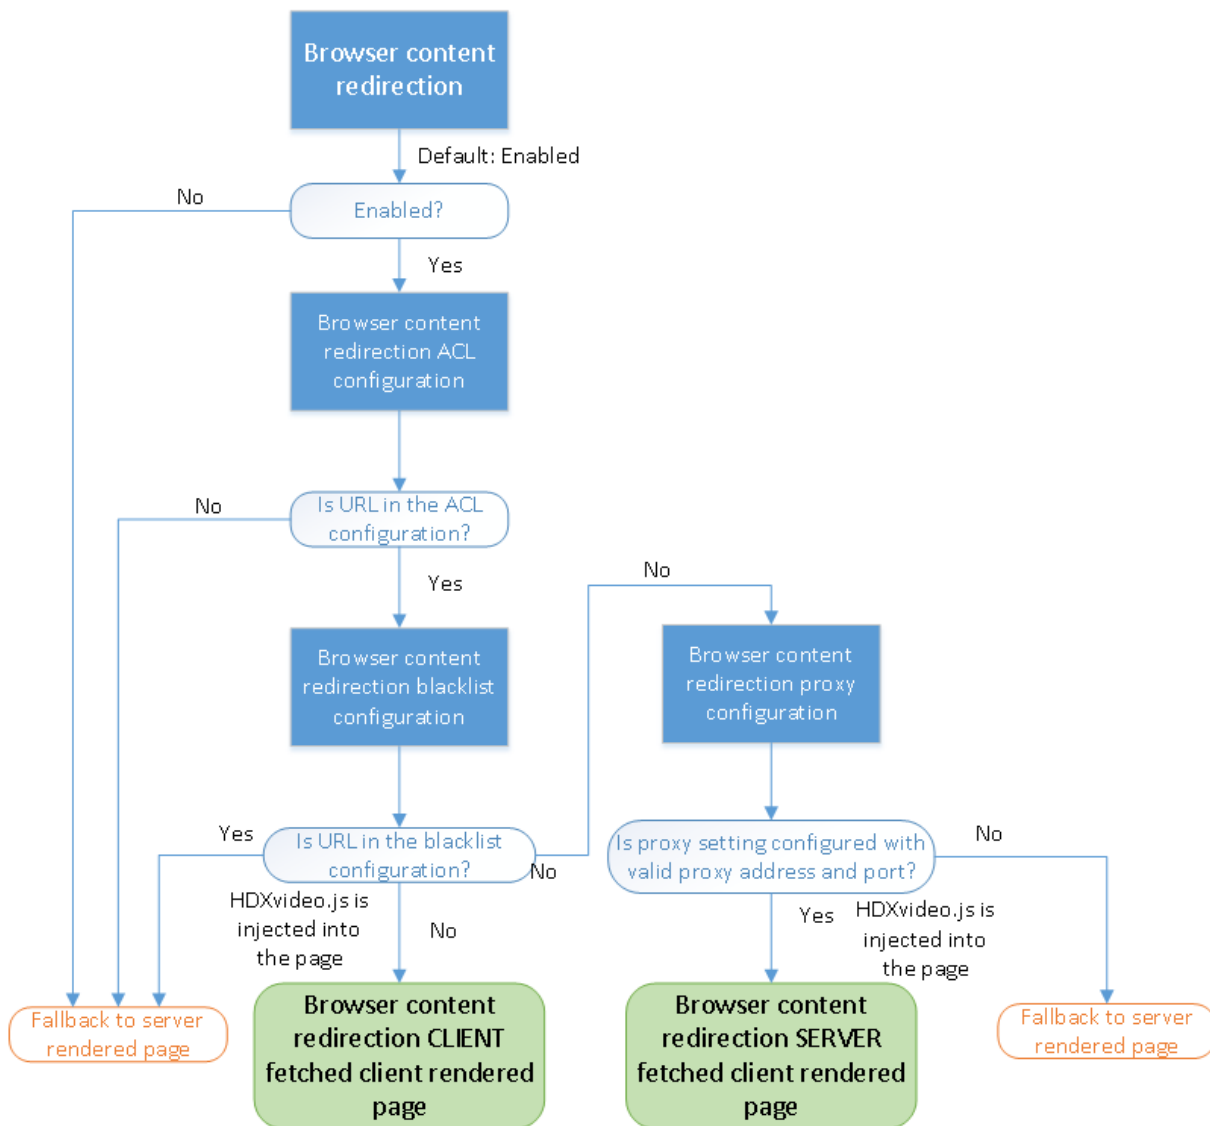 Browser content
redirection
Default: Enabled
No
Enabled?
Yes
Browser content
redirection ACL
configuration
No
Is URL in the ACL
configuration?
Yes
No
Browser content
redirection blacklist
configuration
Browser content
redirection proxy
configuration
Yes
Is URL in the blacklist
configuration?
No
Is proxy setting configured with
valid proxy address and port?
No
HDXvideo.js is
injected into
the page
No
Yes
HDXvideo.js is
injected into
the page
Fallback to server
rendered page
Browser content
redirection CLIENT
fetched client rendered
page
Browser content
redirection SERVER
fetched client rendered
page
Fallback to server
rendered page